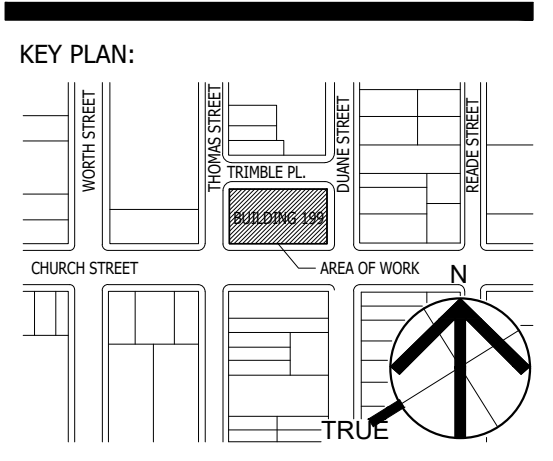 KEY PLAN:
WORTH STREET
THOMAS STREET
DUANE STREET
READE STREET
TRIMBLE PL.
BUILDING 199
CHURCH STREET
AREA OF WORK
N
TRUE